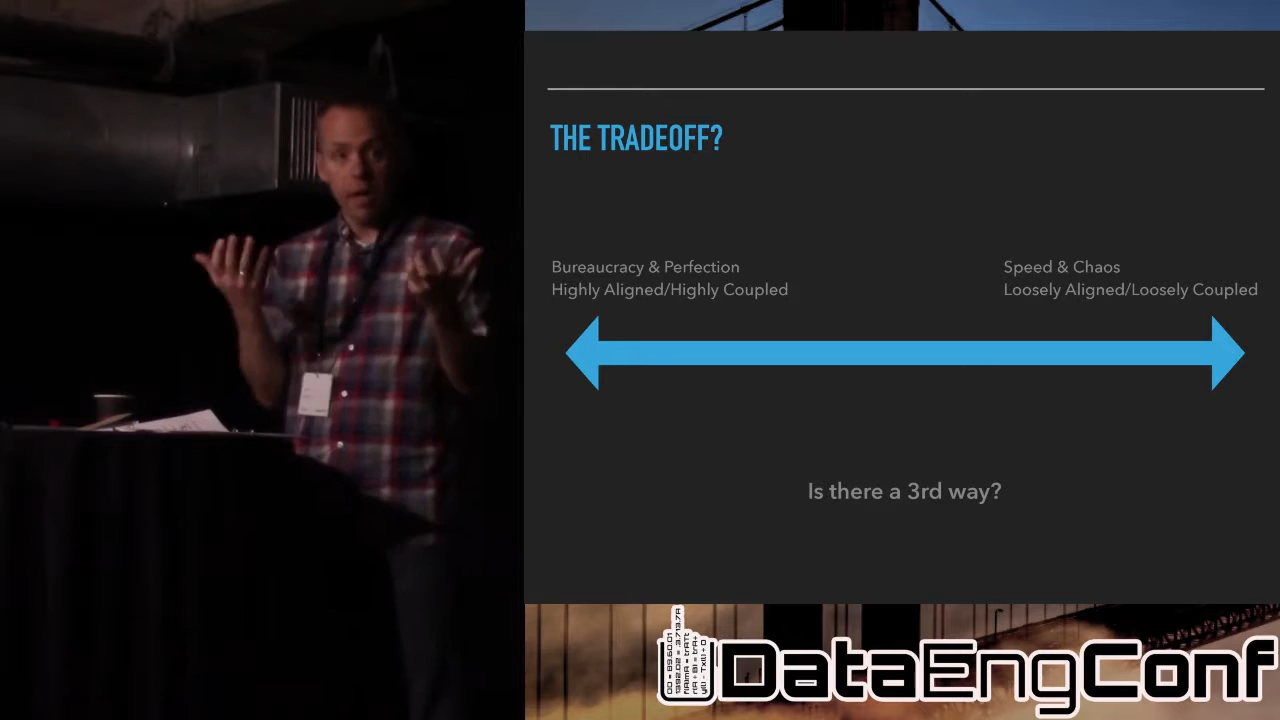 THE TRADEOFF?
Bureaucracy & Perfection
Highly Aligned/Highly Coupled
Speed & Chaos
Loosely Aligned/Loosely Coupled
Is there a 3rd way?
DataEngConf